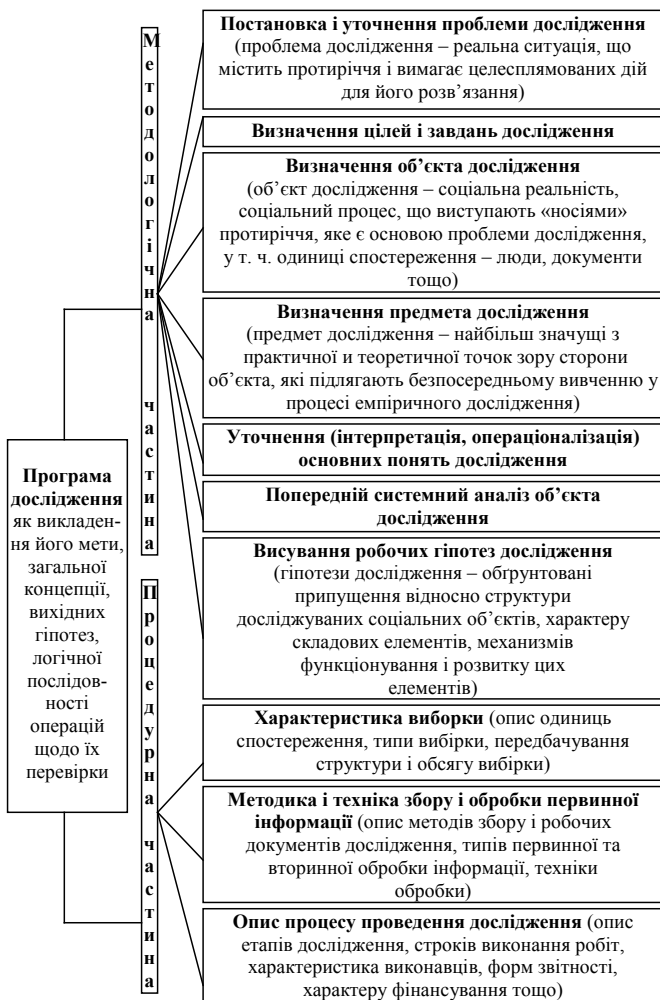 Програма
дослідження
як викладен-
ня його мети,
загальної
концепції,
вихідних
гіпотез,
логічної
послідов-
ності
операцій
щодо їх
перевірки
Методологічна частина
Постановка і уточнення проблеми дослідження
(проблема дослідження – реальна ситуація, що
містить протиріччя і вимагає целесплямованих дій
для його розв’язання)
Визначення цілей і завдань дослідження
Визначення об’єкта дослідження
(об’єкт дослідження – соціальна реальність,
соціальний процес, що виступають «носіями»
протиріччя, яке є основою проблеми дослідження,
у т. ч. одиниці спостереження – люди, документи
тощо)
Визначення предмета дослідження
(предмет дослідження – найбільш значущі з
практичної и теоретичної точок зору сторони
об’єкта, які підлягають безпосередньому вивченню у
процесі емпіричного дослідження)
Уточнення (інтерпретація, операціоналізація)
основних понять дослідження
Попередній системний аналіз об’єкта
дослідження
Висування робочих гіпотез дослідження
(гіпотези дослідження – обґрунтовані
припущення відносно структури
досліджуваних соціальних об’єктів, характеру
складових елементів, механізмів
функціонування і розвитку цих
елементів)
Процедурна частина
Характеристика виборки (опис одиниць
спостереження, типи вибірки, передбачування
структури і обсягу вибірки)
Методика і техніка збору і обробки первинної
інформації (опис методів збору і робочих
документів дослідження, типів первинної та
вторинної обробки інформації, техніки
обробки)
Опис процесу проведення дослідження (опис
етапів дослідження, строків виконання робіт,
характеристика виконавців, форм звітності,
характеру фінансування тощо)